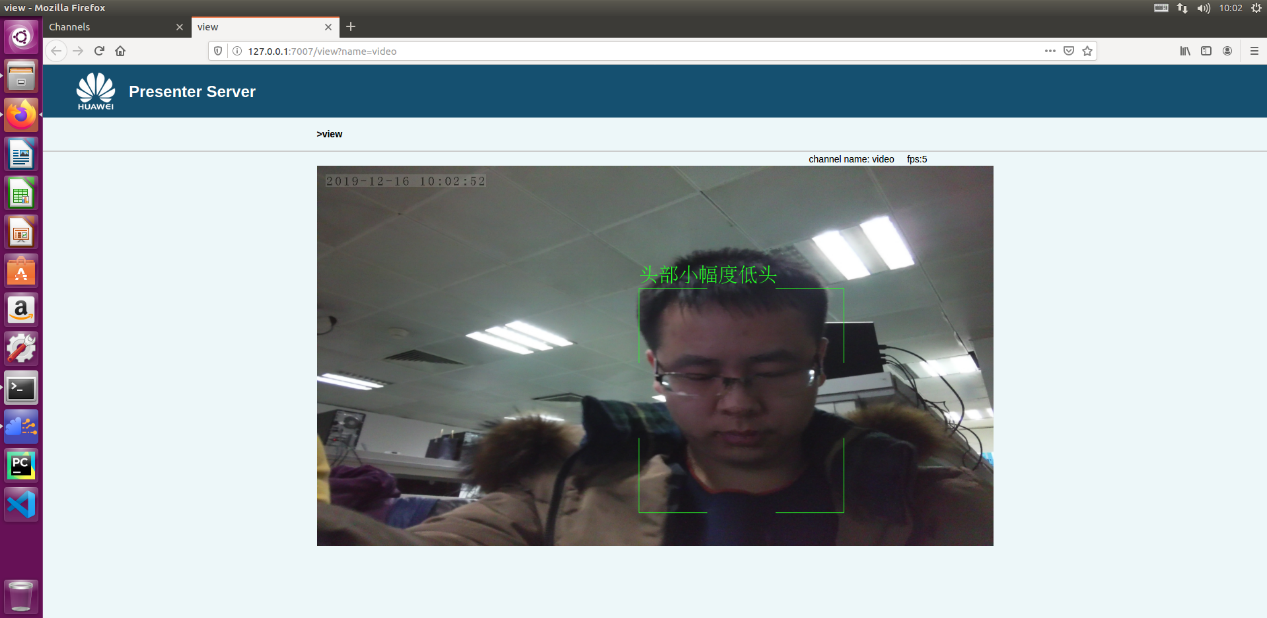 view - Mozilla Firefox
10:02
Channels
view
127.0.0.1:7007/view?name=video
HUAWEI
Presenter Server
>view
channel name: video fps:5
2019-12-16 10:02:52
头部小幅度低头
a
>_
PC